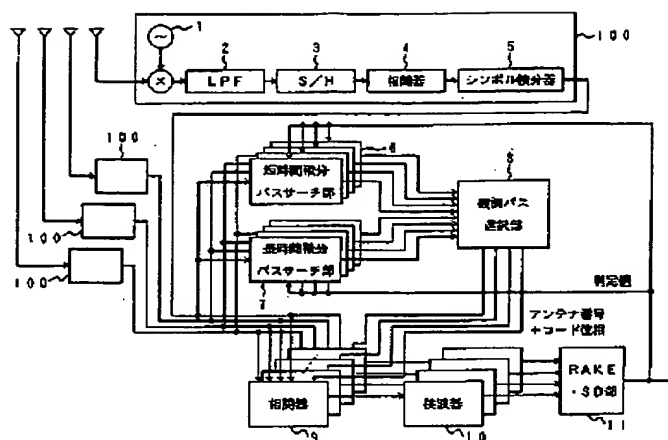 1
100
2
3
4
5
LPF
S/H
相関器
シンボル積分器
100
100
100
6
短時間積分
パスサーチ部
8
復調パス
選択部
長時間積分
パスサーチ部
7
判定値
アンテナ番号
+コード位相
相関器
9
検波器
10
RAKE
・SD部
11